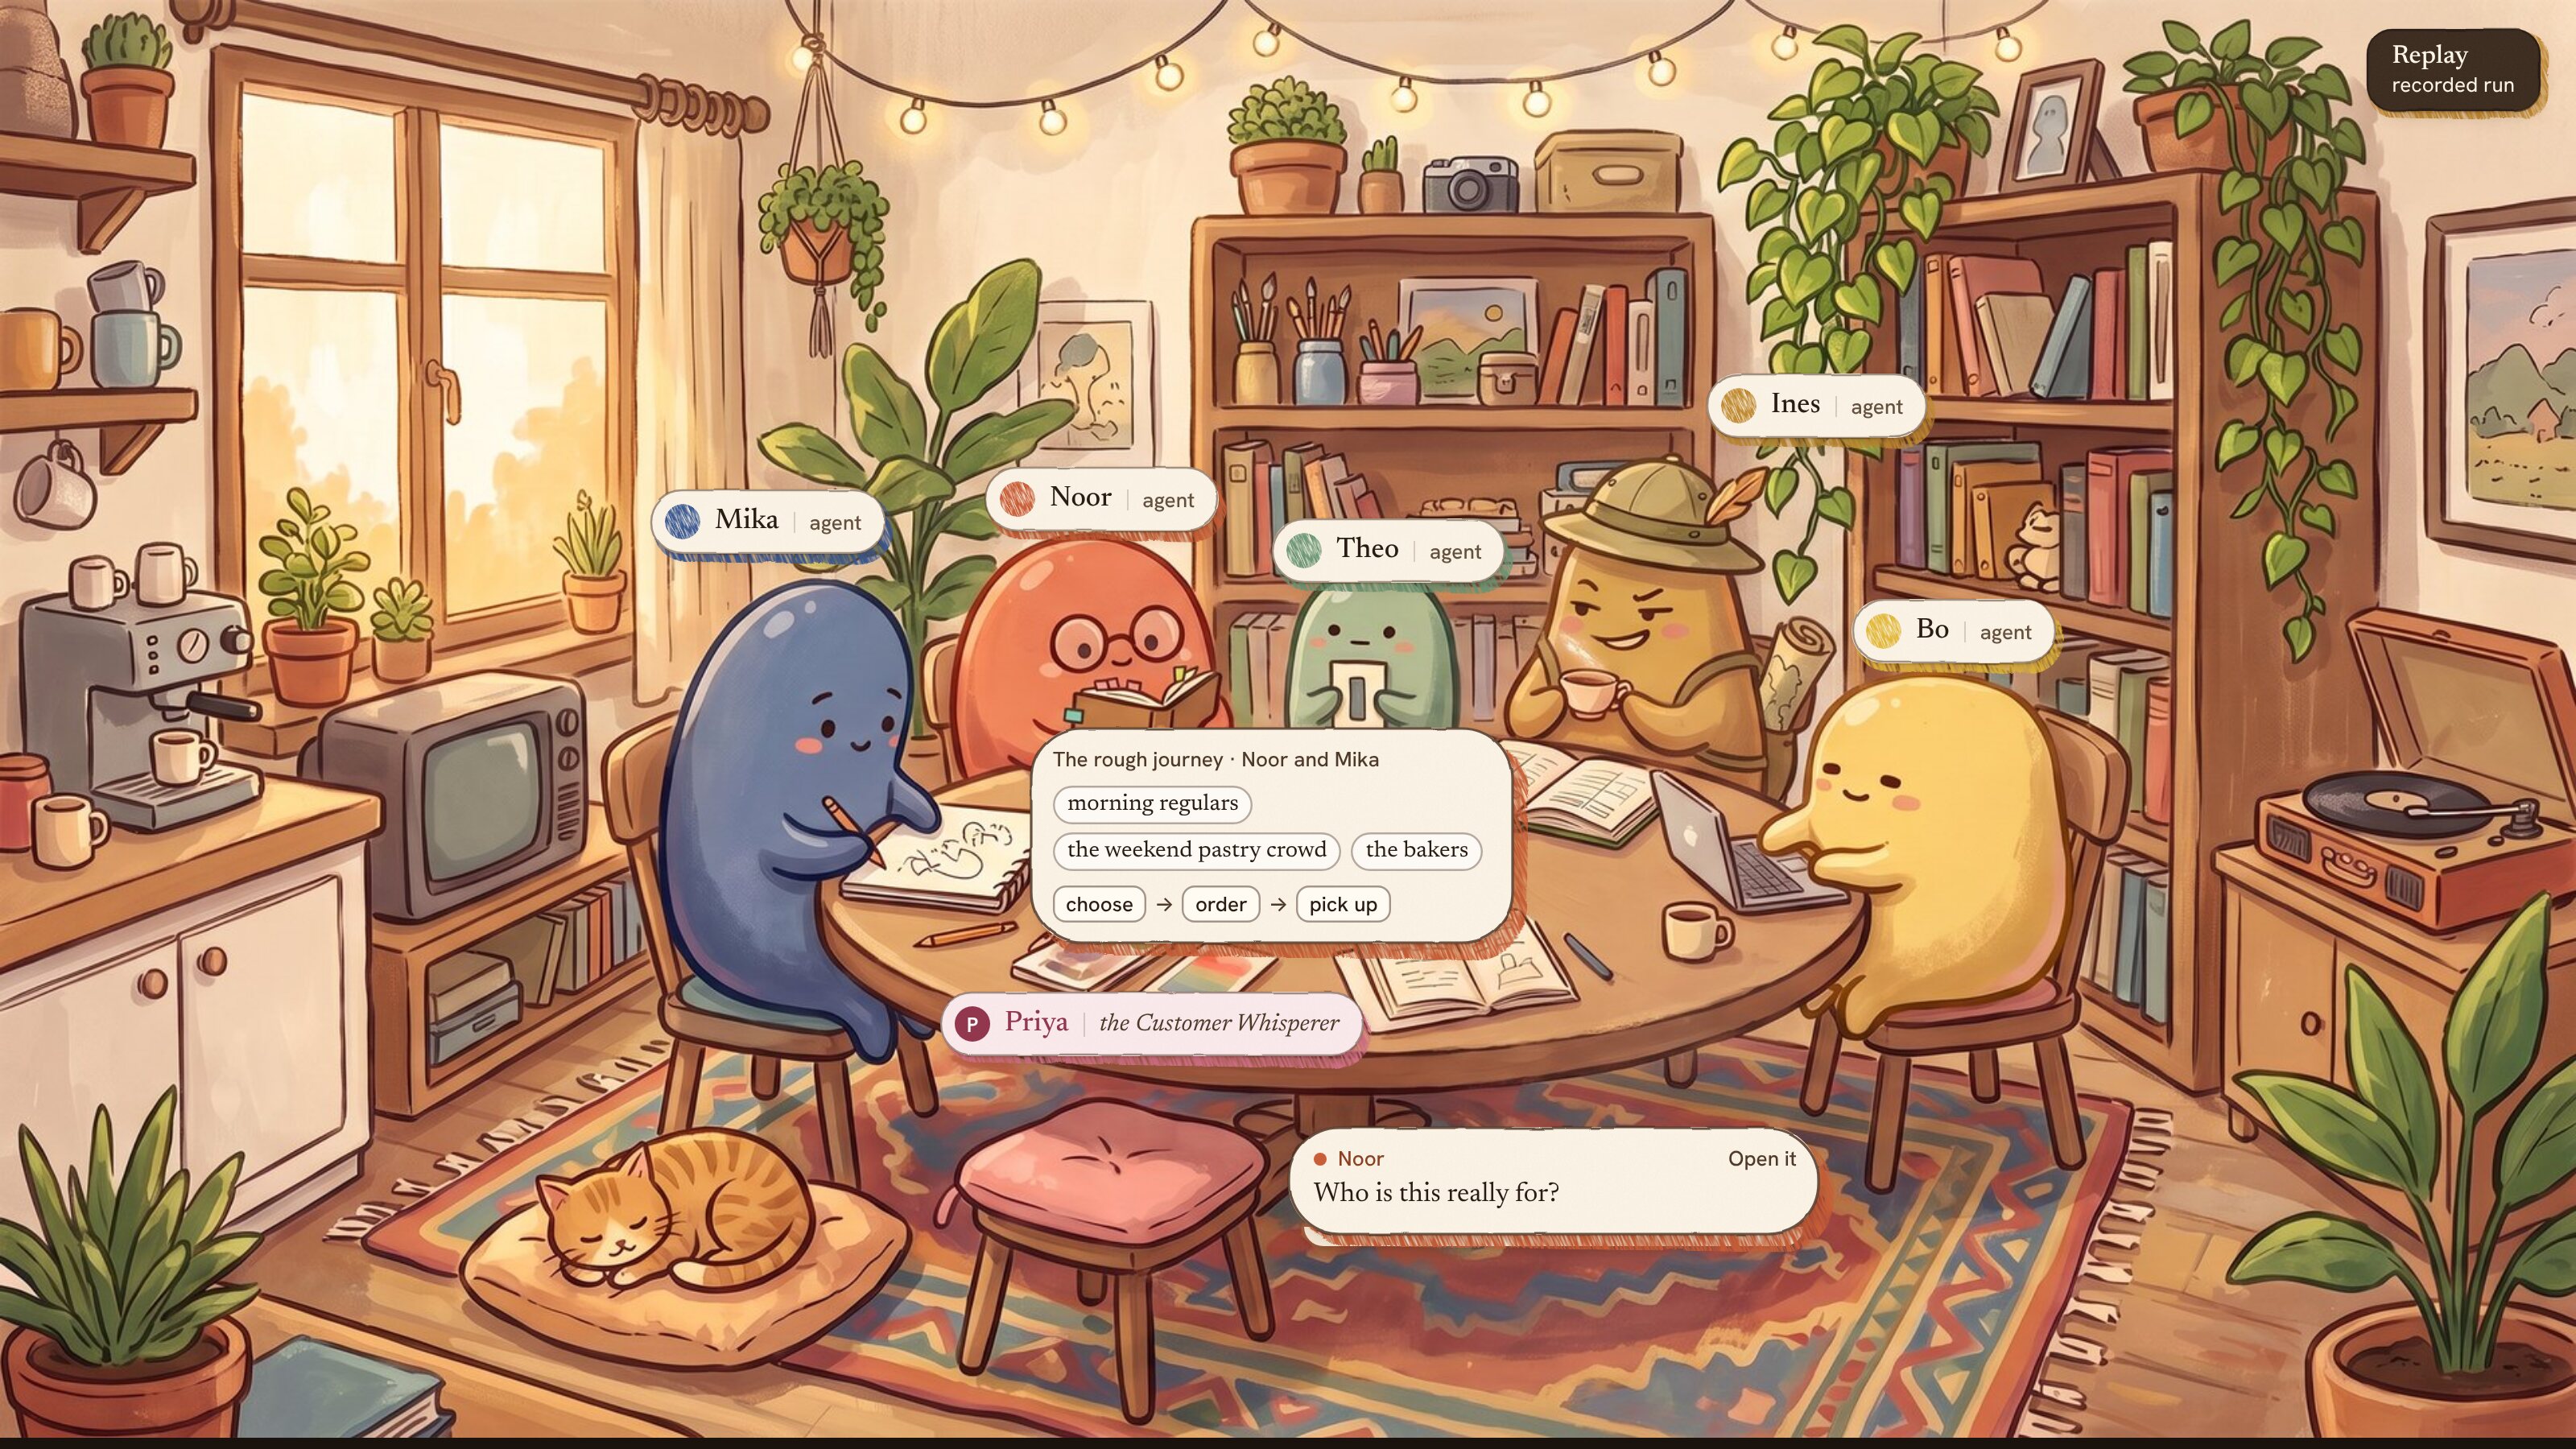 Replay
recorded run
Ines agent
Noor agent
Mika agent
Theo agent
Bo agent
The rough journey · Noor and Mika
morning regulars
the weekend pastry crowd the bakers
choose → order → pick up
P Priya the Customer Whisperer
Noor Open it
Who is this really for?